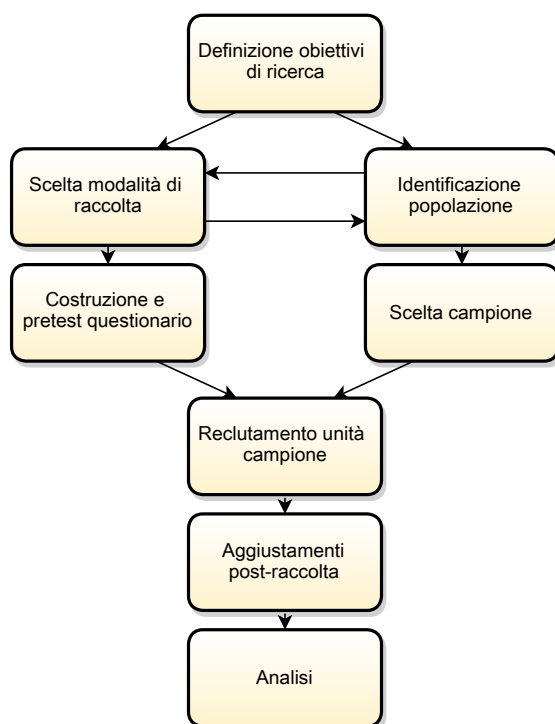 Definizione obiettivi
di ricerca
Scelta modalità di
raccolta
Identificazione
popolazione
Costruzione e
pretest questionario
Scelta campione
Reclutamento unità
campione
Aggiustamenti
post-raccolta
Analisi